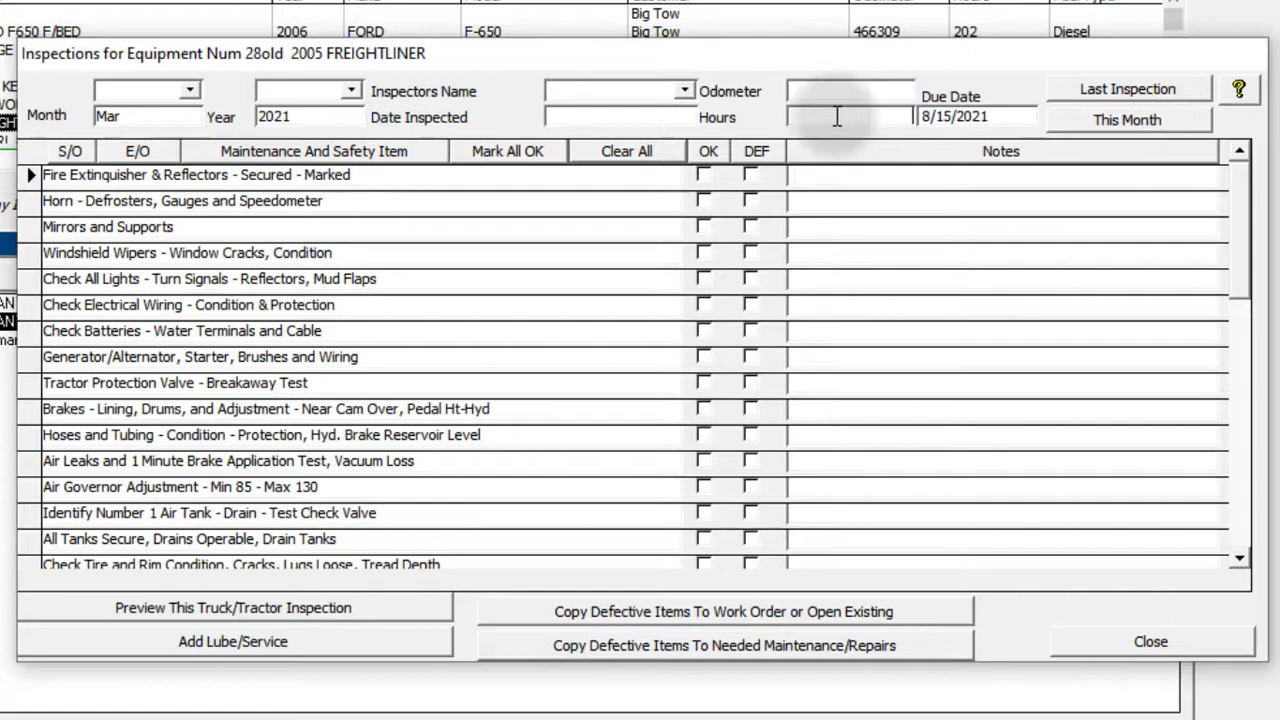 Big Tow
F650 F/BED 2006 FORD F-650 Big Tow 466309 202 Diesel
Inspections for Equipment Num 28old 2005 FREIGHTLINER
Inspectors Name Odometer Due Date Last Inspection ?
Month Mar Year 2021 Date Inspected Hours 8/15/2021 This Month
S/O E/O Maintenance And Safety Item Mark All OK Clear All OK DEF Notes
Fire Extinquisher & Reflectors - Secured - Marked
Horn - Defrosters, Gauges and Speedometer
Mirrors and Supports
Windshield Wipers - Window Cracks, Condition
Check All Lights - Turn Signals - Reflectors, Mud Flaps
Check Electrical Wiring - Condition & Protection
Check Batteries - Water Terminals and Cable
Generator/Alternator, Starter, Brushes and Wiring
Tractor Protection Valve - Breakaway Test
Brakes - Lining, Drums, and Adjustment - Near Cam Over, Pedal Ht-Hyd
Hoses and Tubing - Condition - Protection, Hyd. Brake Reservoir Level
Air Leaks and 1 Minute Brake Application Test, Vacuum Loss
Air Governor Adjustment - Min 85 - Max 130
Identify Number 1 Air Tank - Drain - Test Check Valve
All Tanks Secure, Drains Operable, Drain Tanks
Check Tire and Rim Condition, Cracks, Lugs Loose, Tread Depth
Preview This Truck/Tractor Inspection Copy Defective Items To Work Order or Open Existing
Add Lube/Service Copy Defective Items To Needed Maintenance/Repairs Close